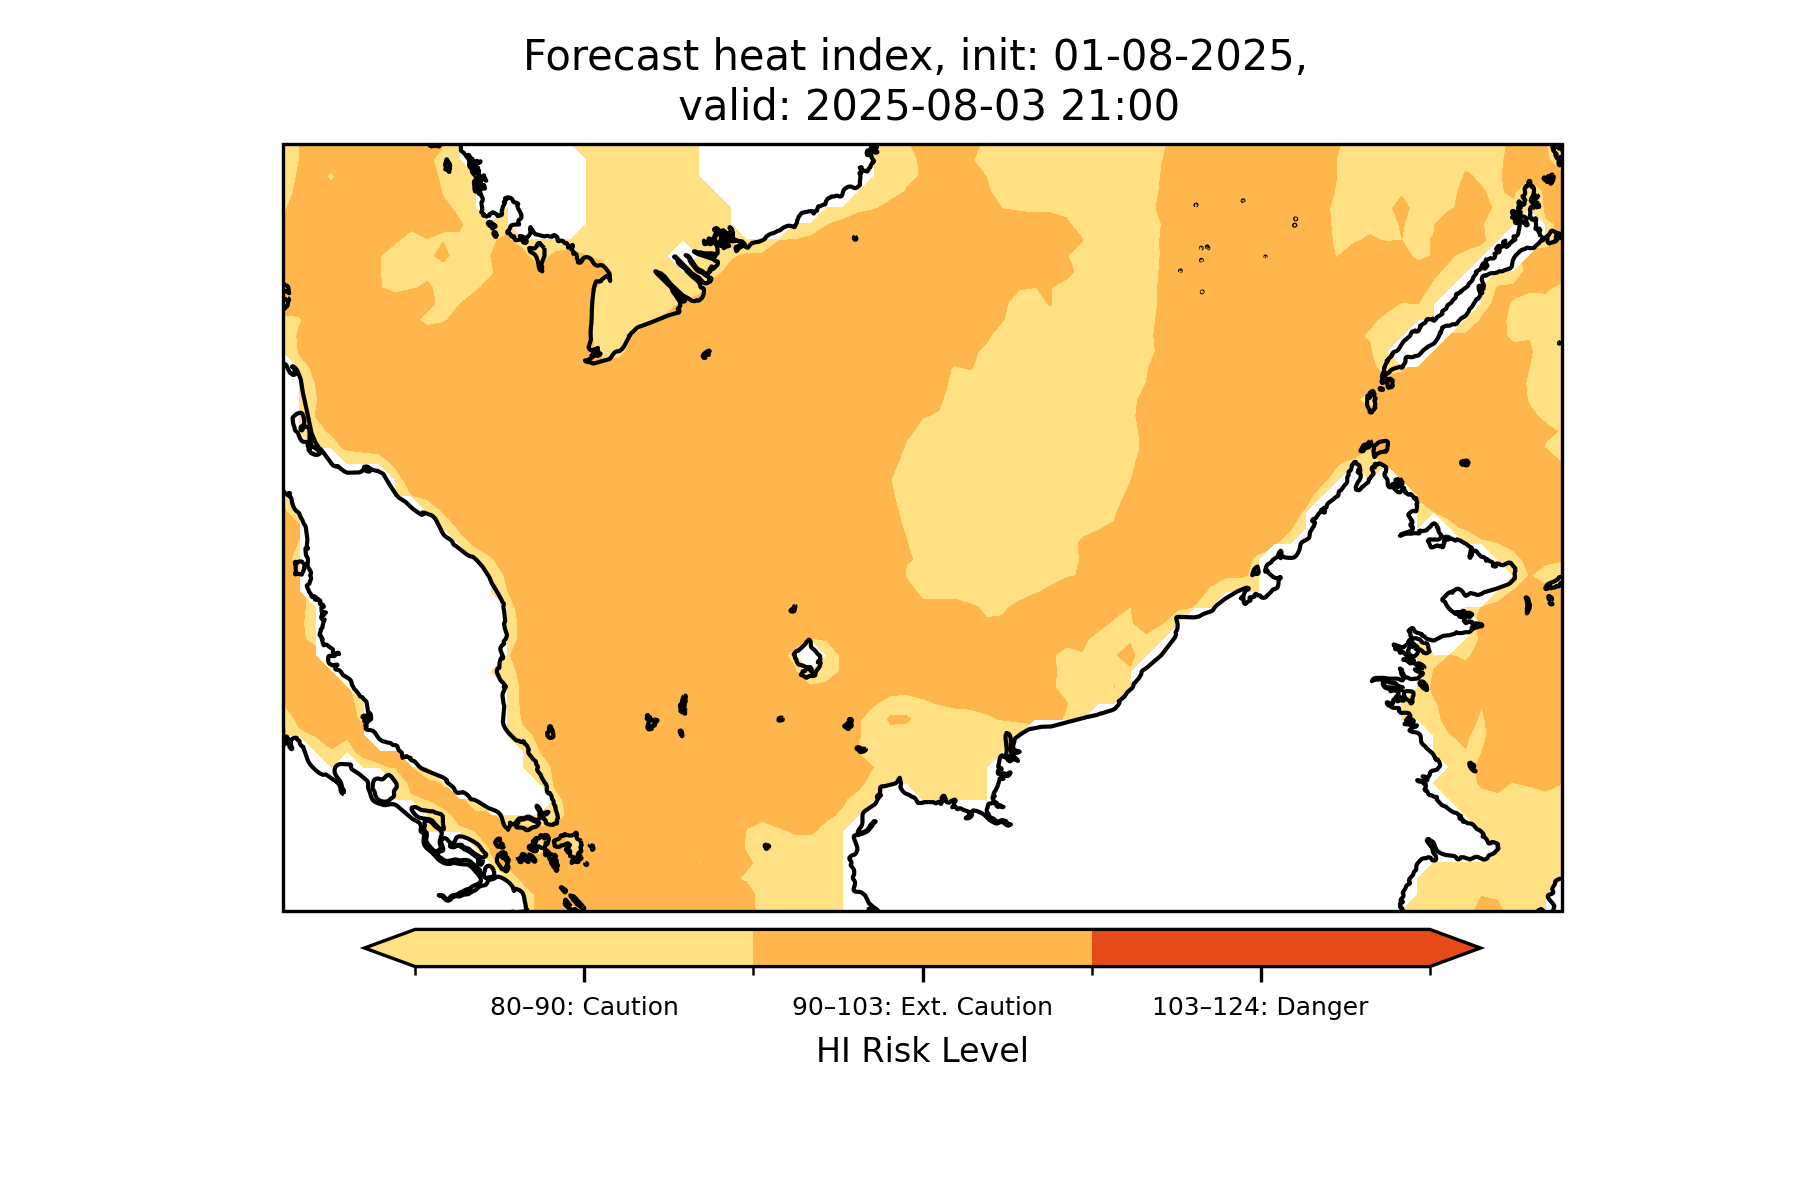 Forecast heat index, init: 01-08-2025,
valid: 2025-08-03 21:00
80–90: Caution
90–103: Ext. Caution
103–124: Danger
HI Risk Level